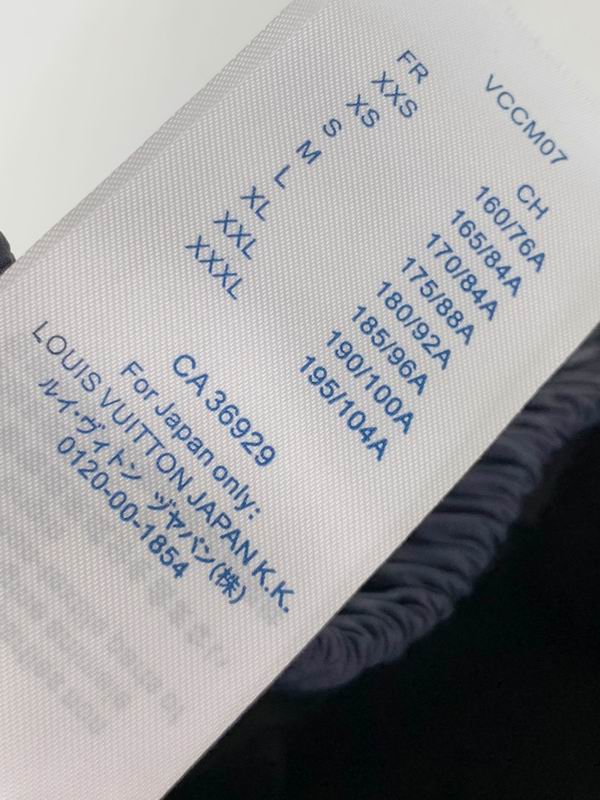 VCCM07
FR CH
XXS 160/76A
XS 165/84A
S 170/84A
M 175/88A
L 180/92A
XL 185/96A
XXL 190/100A
XXXL 195/104A
CA 36929
For Japan only:
LOUIS VUITTON JAPAN K.K.
ルイ・ヴィトン ヅヤパン(株)
0120-00-1854